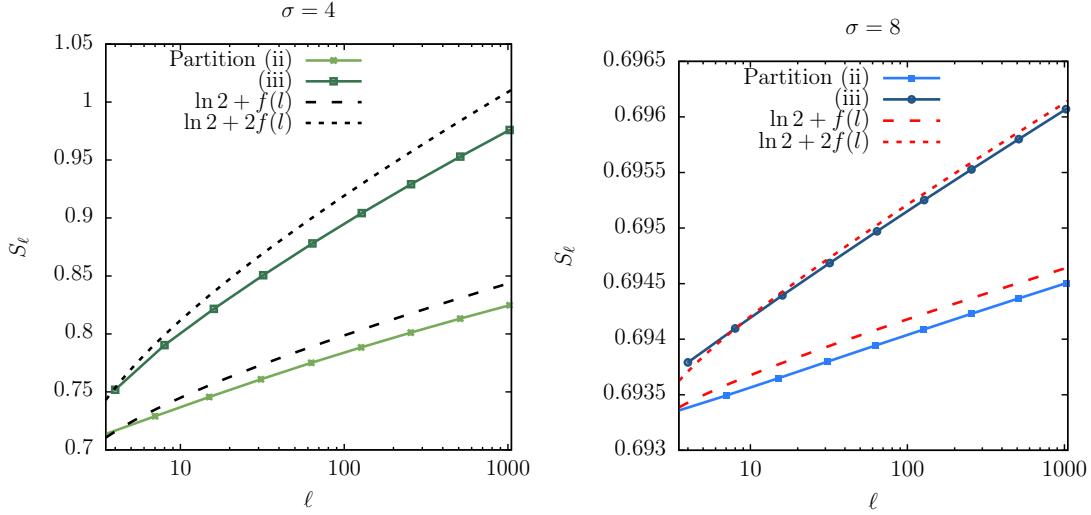 σ = 4
1.05
1
0.95
0.9
0.85
0.8
0.75
0.7
S_ℓ
Partition (ii)
(iii)
ln 2 + f(l)
ln 2 + 2f(l)
10
100
1000
ℓ
σ = 8
0.6965
0.696
0.6955
0.695
0.6945
0.694
0.6935
0.693
S_ℓ
Partition (ii)
(iii)
ln 2 + f(l)
ln 2 + 2f(l)
10
100
1000
ℓ